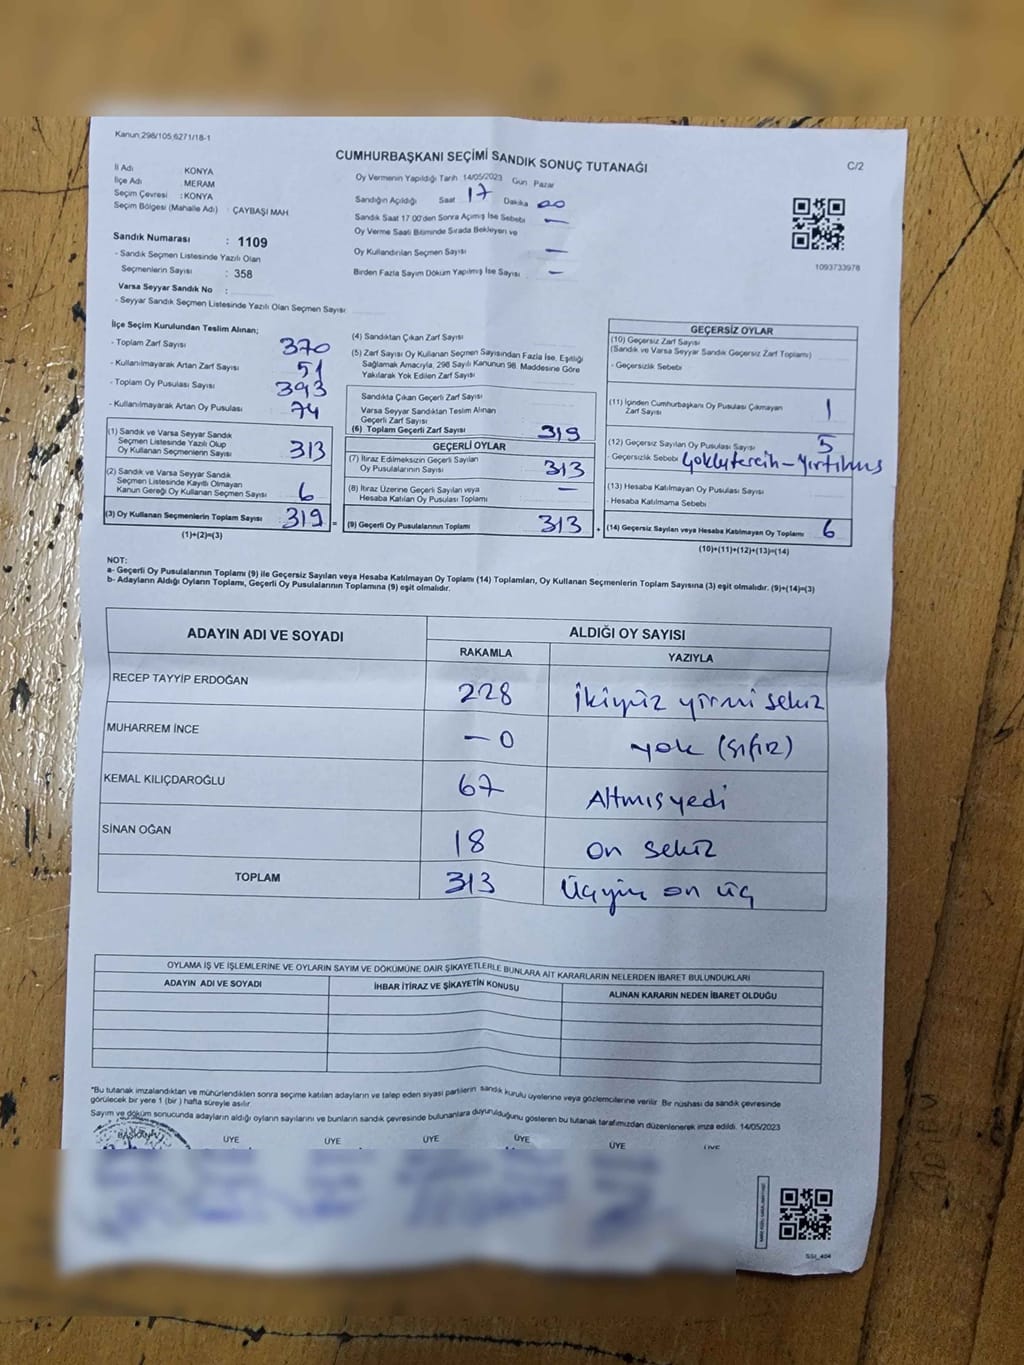 Kanun:298/105,6271/18-1
CUMHURBAŞKANI SEÇİMİ SANDIK SONUÇ TUTANAĞI
C/2
İl Adı KONYA
İlçe Adı : MERAM
Seçim Çevresi : KONYA
Seçim Bölgesi (Mahalle Adı) : ÇAYBAŞI MAH
Sandık Numarası : 1109
- Sandık Seçmen Listesinde Yazılı Olan
Seçmenlerin Sayısı : 358
Varsa Seyyar Sandık No :
- Seyyar Sandık Seçmen Listesinde Yazılı Olan Seçmen Sayısı
Oy Vermenin Yapıldığı Tarih 14/05/2023 Gün Pazar
Sandığın Açıldığı Saat 17 Dakika 00
Sandık Saat 17.00'den Sonra Açılmış İse Sebebi —
Oy Verme Saati Bitiminde Sırada Bekleyen ve
Oy Kullandırılan Seçmen Sayısı —
Birden Fazla Sayım Döküm Yapılmış İse Sayısı —
1093733978
İlçe Seçim Kurulundan Teslim Alınan;
- Toplam Zarf Sayısı 370
- Kullanılmayarak Artan Zarf Sayısı 51
- Toplam Oy Pusulası Sayısı 393
- Kullanılmayarak Artan Oy Pusulası 74
(1) Sandık ve Varsa Seyyar Sandık
Seçmen Listesinde Yazılı Olup
Oy Kullanan Seçmenlerin Sayısı 313
(2) Sandık ve Varsa Seyyar Sandık
Seçmen Listesinde Kayıtlı Olmayan
Kanun Gereği Oy Kullanan Seçmen Sayısı 6
(3) Oy Kullanan Seçmenlerin Toplam Sayısı 319
(1)+(2)=(3)
(4) Sandıktan Çıkan Zarf Sayısı
(5) Zarf Sayısı Oy Kullanan Seçmen Sayısından Fazla İse, Eşitliği
Sağlamak Amacıyla, 298 Sayılı Kanunun 98. Maddesine Göre
Yakılarak Yok Edilen Zarf Sayısı
Sandıkta Çıkan Geçerli Zarf Sayısı
Varsa Seyyar Sandıktan Teslim Alınan
Geçerli Zarf Sayısı
(6) Toplam Geçerli Zarf Sayısı 319
GEÇERLİ OYLAR
(7) İtiraz Edilmeksizin Geçerli Sayılan
Oy Pusulalarının Sayısı 313
(8) İtiraz Üzerine Geçerli Sayılan veya
Hesaba Katılan Oy Pusulası Toplamı —
= (9) Geçerli Oy Pusulalarının Toplamı 313 +
GEÇERSİZ OYLAR
(10) Geçersiz Zarf Sayısı
(Sandık ve Varsa Seyyar Sandık Geçersiz Zarf Toplamı)
- Geçersizlik Sebebi
(11) İçinden Cumhurbaşkanı Oy Pusulası Çıkmayan
Zarf Sayısı 1
(12) Geçersiz Sayılan Oy Pusulası Sayısı 5
- Geçersizlik Sebebi Çoklu tercih - yırtılmış
(13) Hesaba Katılmayan Oy Pusulası Sayısı
- Hesaba Katılmama Sebebi
(14) Geçersiz Sayılan veya Hesaba Katılmayan Oy Toplamı 6
(10)+(11)+(12)+(13)=(14)
NOT:
a- Geçerli Oy Pusulalarının Toplamı (9) ile Geçersiz Sayılan veya Hesaba Katılmayan Oy Toplamı (14) Toplamları, Oy Kullanan Seçmenlerin Toplam Sayısına (3) eşit olmalıdır. (9)+(14)=(3)
b- Adayların Aldığı Oyların Toplamı, Geçerli Oy Pusulalarının Toplamına (9) eşit olmalıdır.
ADAYIN ADI VE SOYADI ALDIĞI OY SAYISI
RAKAMLA YAZIYLA
RECEP TAYYİP ERDOĞAN 228 İkiyüz yirmi sekiz
MUHARREM İNCE — 0 yok (sıfır)
KEMAL KILIÇDAROĞLU 67 Altmış yedi
SİNAN OĞAN 18 on sekiz
TOPLAM 313 Üçyüz on üç
OYLAMA İŞ VE İŞLEMLERİNE VE OYLARIN SAYIM VE DÖKÜMÜNE DAİR ŞİKAYETLERLE BUNLARA AİT KARARLARIN NELERDEN İBARET BULUNDUKLARI
ADAYIN ADI VE SOYADI İHBAR İTİRAZ VE ŞİKAYETİN KONUSU ALINAN KARARIN NEDEN İBARET OLDUĞU
*Bu tutanak imzalandıktan ve mühürlendikten sonra seçime katılan adayların ve talep eden siyasi partilerin sandık kurulu üyelerine veya gözlemcilerine verilir. Bir nüshası da sandık çevresinde
görülecek bir yere 1 (bir) hafta süreyle asılır.
Sayım ve döküm sonucunda adayların aldığı oyların sayılarını ve bunların sandık çevresinde bulunanlara duyurulduğunu gösteren bu tutanak tarafımızdan düzenlenerek imza edildi. 14/05/2023
BAŞKAN ÜYE ÜYE ÜYE ÜYE ÜYE ÜYE